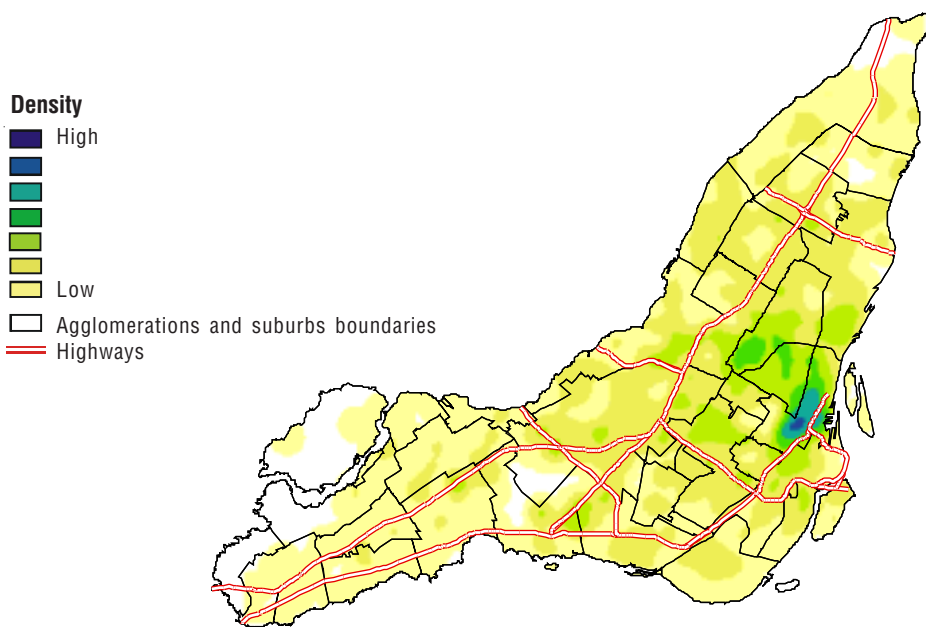 Density
High
Low
Agglomerations and suburbs boundaries
Highways